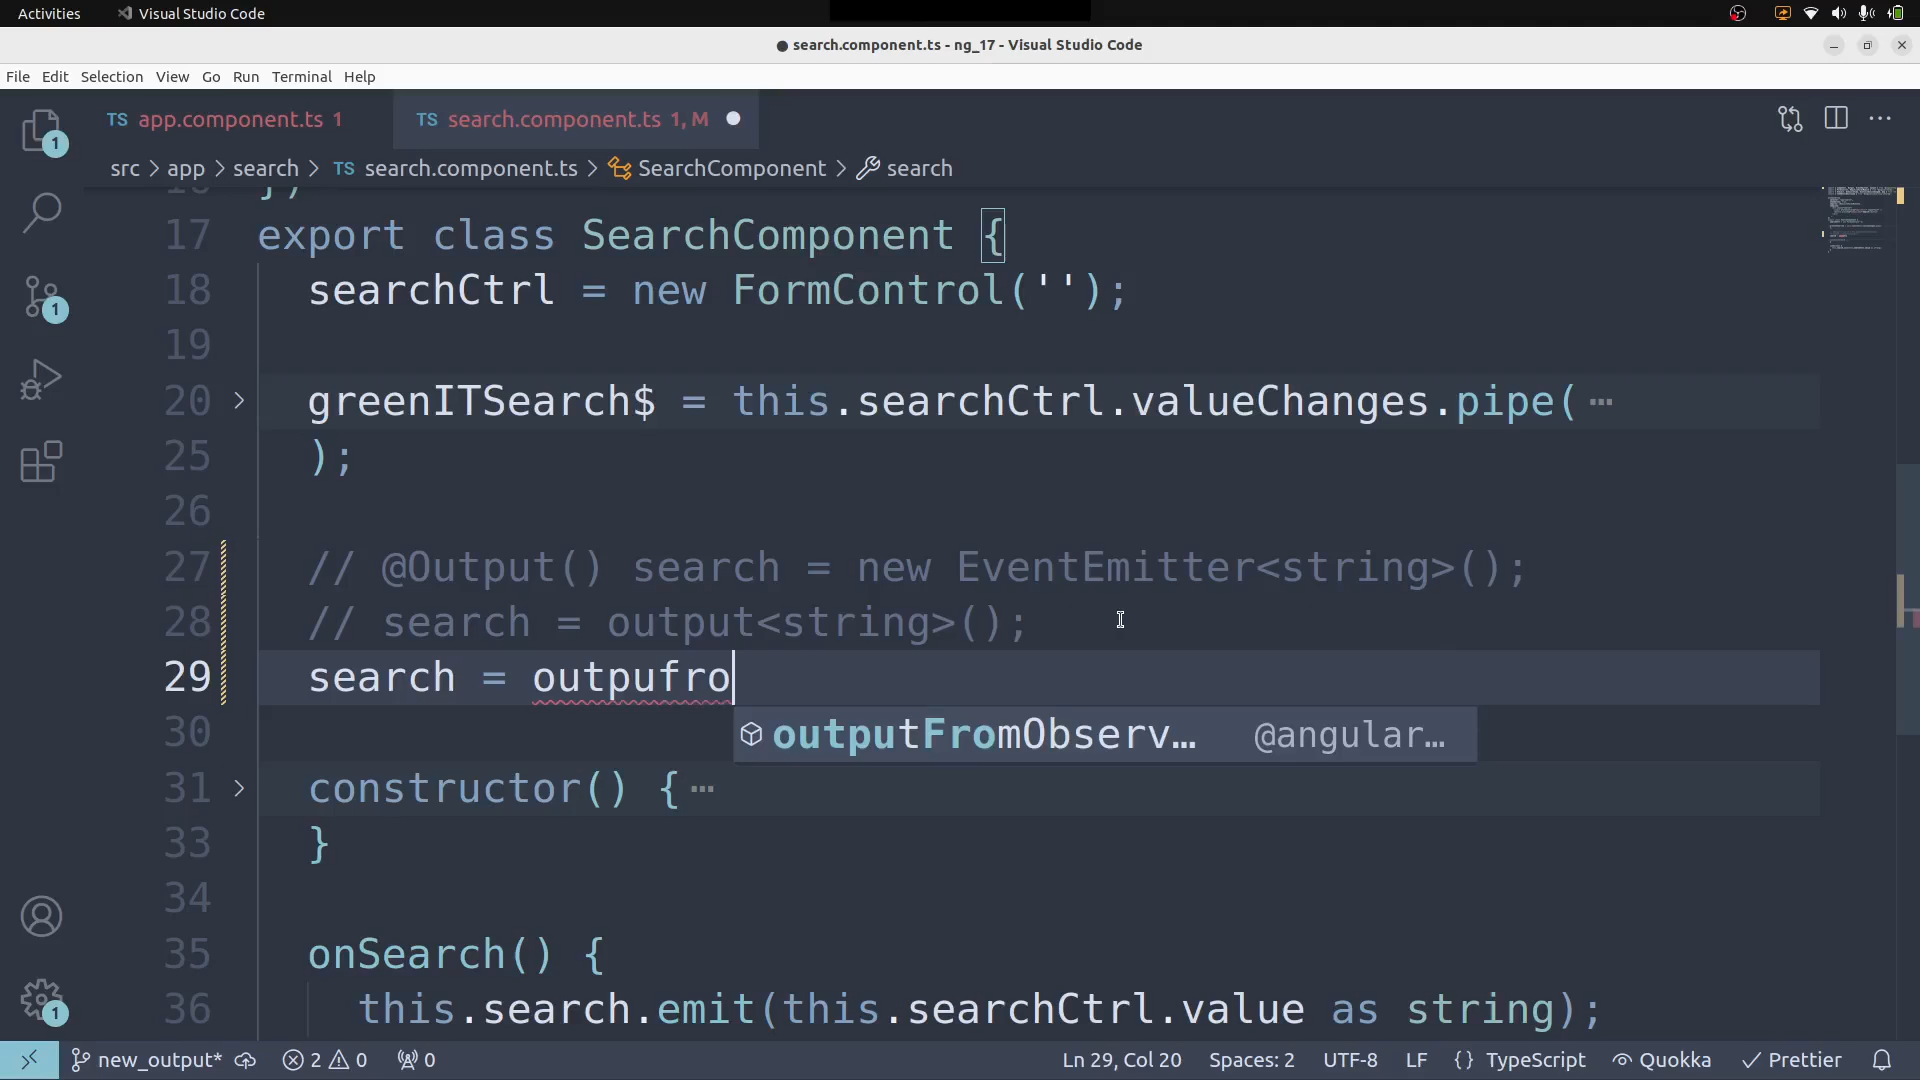 Activities Visual Studio Code
search.component.ts - ng_17 - Visual Studio Code
File Edit Selection View Go Run Terminal Help
TS app.component.ts 1 TS search.component.ts 1, M
src > app > search > TS search.component.ts > SearchComponent > search
17 export class SearchComponent {
18 searchCtrl = new FormControl('');
19
20 greenITSearch$ = this.searchCtrl.valueChanges.pipe( ⋯
25 );
26
27 // @Output() search = new EventEmitter<string>();
28 // search = output<string>();
29 search = outpufro
outputFromObserv… @angular…
30
31 constructor() { ⋯
33 }
34
35 onSearch() {
36 this.search.emit(this.searchCtrl.value as string);
1
1
1
new_output* 2 0 0 Ln 29, Col 20 Spaces: 2 UTF-8 LF {} TypeScript Quokka Prettier